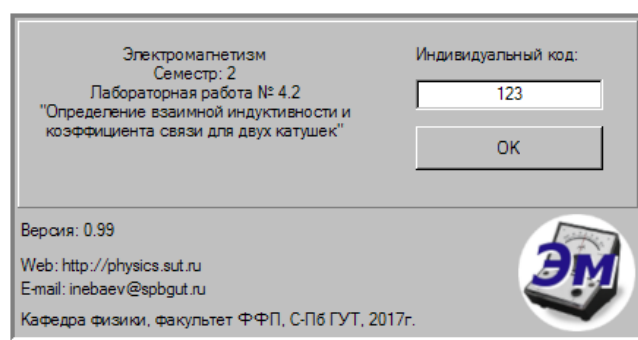 Электромагнетизм
Семестр: 2
Лабораторная работа № 4.2
"Определение взаимной индуктивности и
коэффициента связи для двух катушек"
Индивидуальный код:
123
OK
Версия: 0.99
Web: http://physics.sut.ru
E-mail: inebaev@spbgut.ru
Кафедра физики, факультет ФФП, С-Пб ГУТ, 2017г.
Эм